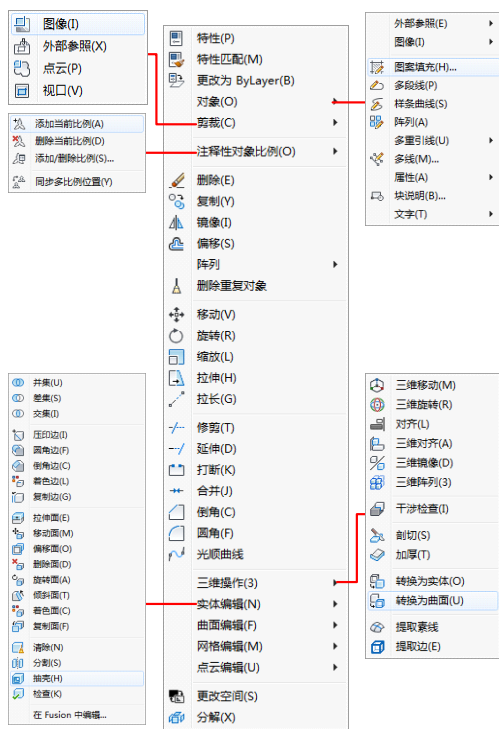 图像(I)
外部参照(X)
点云(P)
视口(V)
添加当前比例(A)
删除当前比例(D)
添加/删除比例(S)...
同步多比例位置(Y)
特性(P)
特性匹配(M)
更改为 ByLayer(B)
对象(O)
剪裁(C)
注释性对象比例(O)
删除(E)
复制(Y)
镜像(I)
偏移(S)
阵列
删除重复对象
移动(V)
旋转(R)
缩放(L)
拉伸(H)
拉长(G)
修剪(T)
延伸(D)
打断(K)
合并(J)
倒角(C)
圆角(F)
光顺曲线
三维操作(3)
实体编辑(N)
曲面编辑(F)
网格编辑(M)
点云编辑(U)
更改空间(S)
分解(X)
外部参照(E)
图像(I)
图案填充(H)...
多段线(P)
样条曲线(S)
阵列(A)
多重引线(U)
多线(M)...
属性(A)
块说明(B)...
文字(T)
并集(U)
差集(S)
交集(I)
压印边(I)
圆角边(F)
倒角边(C)
着色边(L)
复制边(G)
拉伸面(E)
移动面(M)
偏移面(O)
删除面(D)
旋转面(A)
倾斜面(T)
着色面(C)
复制面(F)
清除(N)
分割(S)
抽壳(H)
检查(K)
在 Fusion 中编辑...
三维移动(M)
三维旋转(R)
对齐(L)
三维对齐(A)
三维镜像(D)
三维阵列(3)
干涉检查(I)
剖切(S)
加厚(T)
转换为实体(O)
转换为曲面(U)
提取素线
提取边(E)